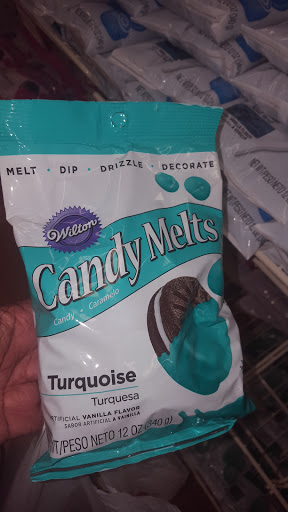 MELT · DIP · DRIZZLE · DECORATE
Wilton
Candy Melts
Candy • Caramelo
Turquoise
Turquesa
ARTIFICIAL VANILLA FLAVOR
SABOR ARTIFICIAL A VAINILLA
WT/PESO NETO 12 OZ (340 g)